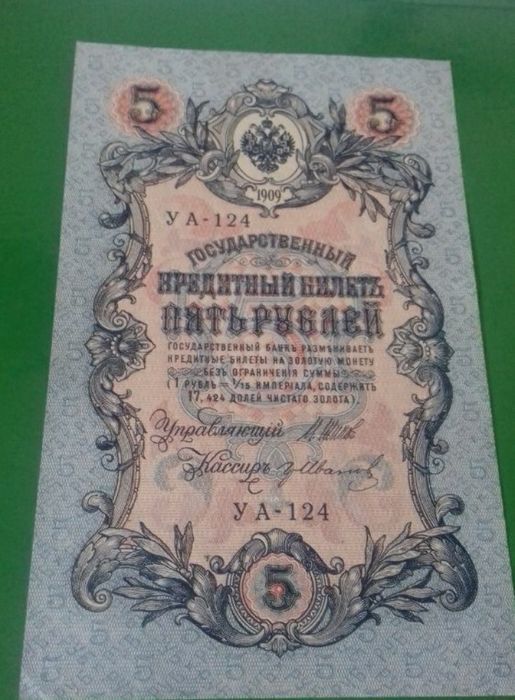 5 5
1909
УА-124
ГОСУДАРСТВЕННЫЙ
КРЕДИТНЫЙ БИЛЕТЪ
ПЯТЬ РУБЛЕЙ
ГОСУДАРСТВЕННЫЙ БАНКЪ РАЗМѢНИВАЕТЪ
КРЕДИТНЫЕ БИЛЕТЫ НА ЗОЛОТУЮ МОНЕТУ
БЕЗЪ ОГРАНИЧЕНІЯ СУММЫ
(1 РУБЛЬ = 1/15 ИМПЕРІАЛА, СОДЕРЖИТЪ
17,424 ДОЛЕЙ ЧИСТАГО ЗОЛОТА).
Управляющій
Кассиръ
УА-124
5